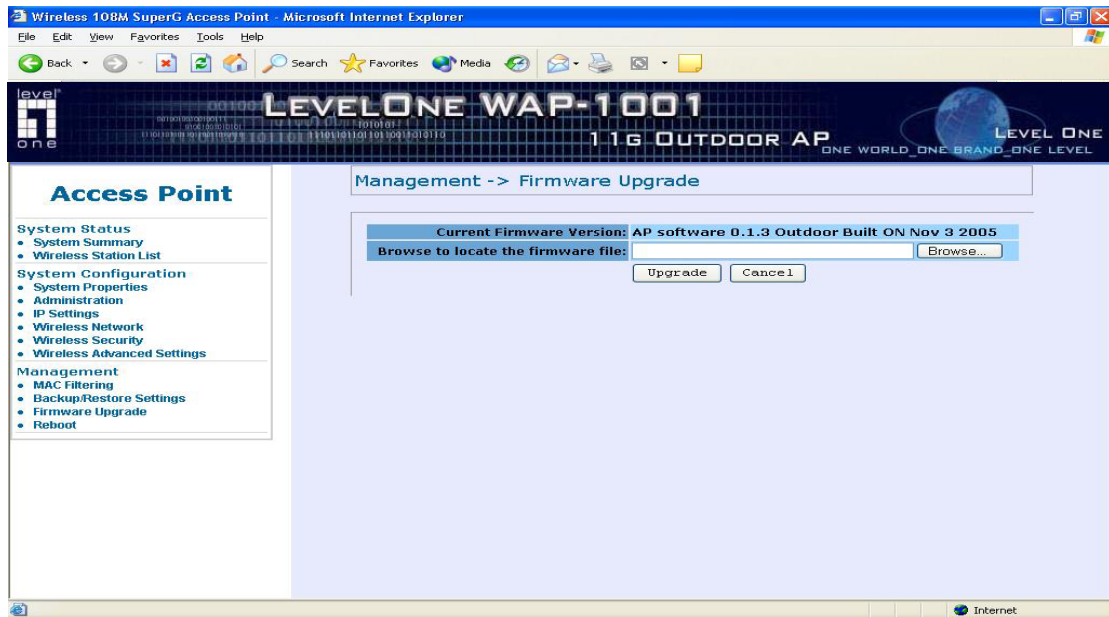 Wireless 108M SuperG Access Point - Microsoft Internet Explorer
File Edit View Favorites Tools Help
Back Search Favorites Media
level one
LEVELONE WAP-1001
11G OUTDOOR AP
LEVEL ONE
ONE WORLD_ONE BRAND_ONE LEVEL
Access Point
System Status
System Summary
Wireless Station List
System Configuration
System Properties
Administration
IP Settings
Wireless Network
Wireless Security
Wireless Advanced Settings
Management
MAC Filtering
Backup/Restore Settings
Firmware Upgrade
Reboot
Management -> Firmware Upgrade
Current Firmware Version: AP software 0.1.3 Outdoor Built ON Nov 3 2005
Browse to locate the firmware file: Browse...
Upgrade Cancel
Internet